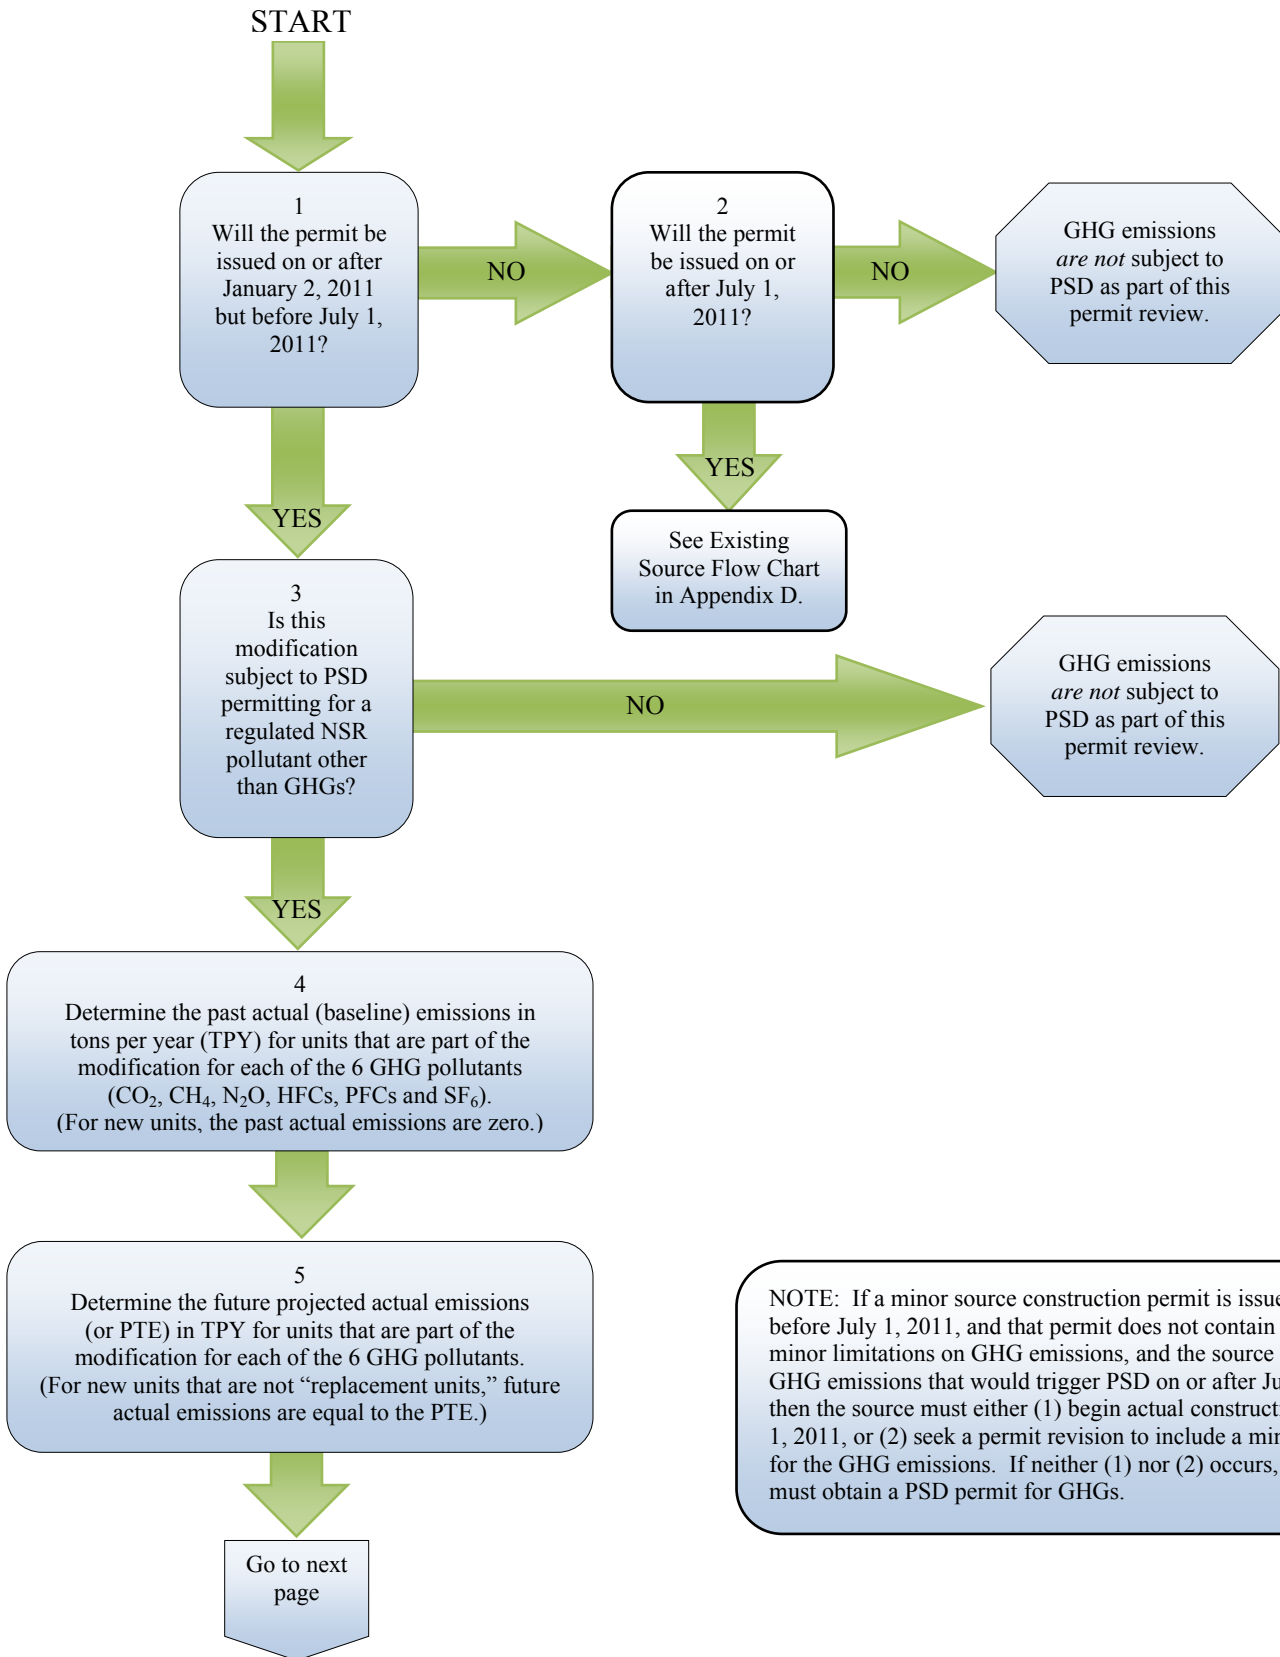 START
1
Will the permit be
issued on or after
January 2, 2011
but before July 1,
2011?
NO
2
Will the permit
be issued on or
after July 1,
2011?
NO
GHG emissions
are not subject to
PSD as part of this
permit review.
YES
YES
See Existing
Source Flow Chart
in Appendix D.
3
Is this
modification
subject to PSD
permitting for a
regulated NSR
pollutant other
than GHGs?
NO
GHG emissions
are not subject to
PSD as part of this
permit review.
YES
4
Determine the past actual (baseline) emissions in
tons per year (TPY) for units that are part of the
modification for each of the 6 GHG pollutants
(CO₂, CH₄, N₂O, HFCs, PFCs and SF₆).
(For new units, the past actual emissions are zero.)
5
Determine the future projected actual emissions
(or PTE) in TPY for units that are part of the
modification for each of the 6 GHG pollutants.
(For new units that are not “replacement units,” future
actual emissions are equal to the PTE.)
Go to next
page
NOTE: If a minor source construction permit is issue
before July 1, 2011, and that permit does not contain
minor limitations on GHG emissions, and the source
GHG emissions that would trigger PSD on or after Ju
then the source must either (1) begin actual constructi
1, 2011, or (2) seek a permit revision to include a min
for the GHG emissions. If neither (1) nor (2) occurs,
must obtain a PSD permit for GHGs.